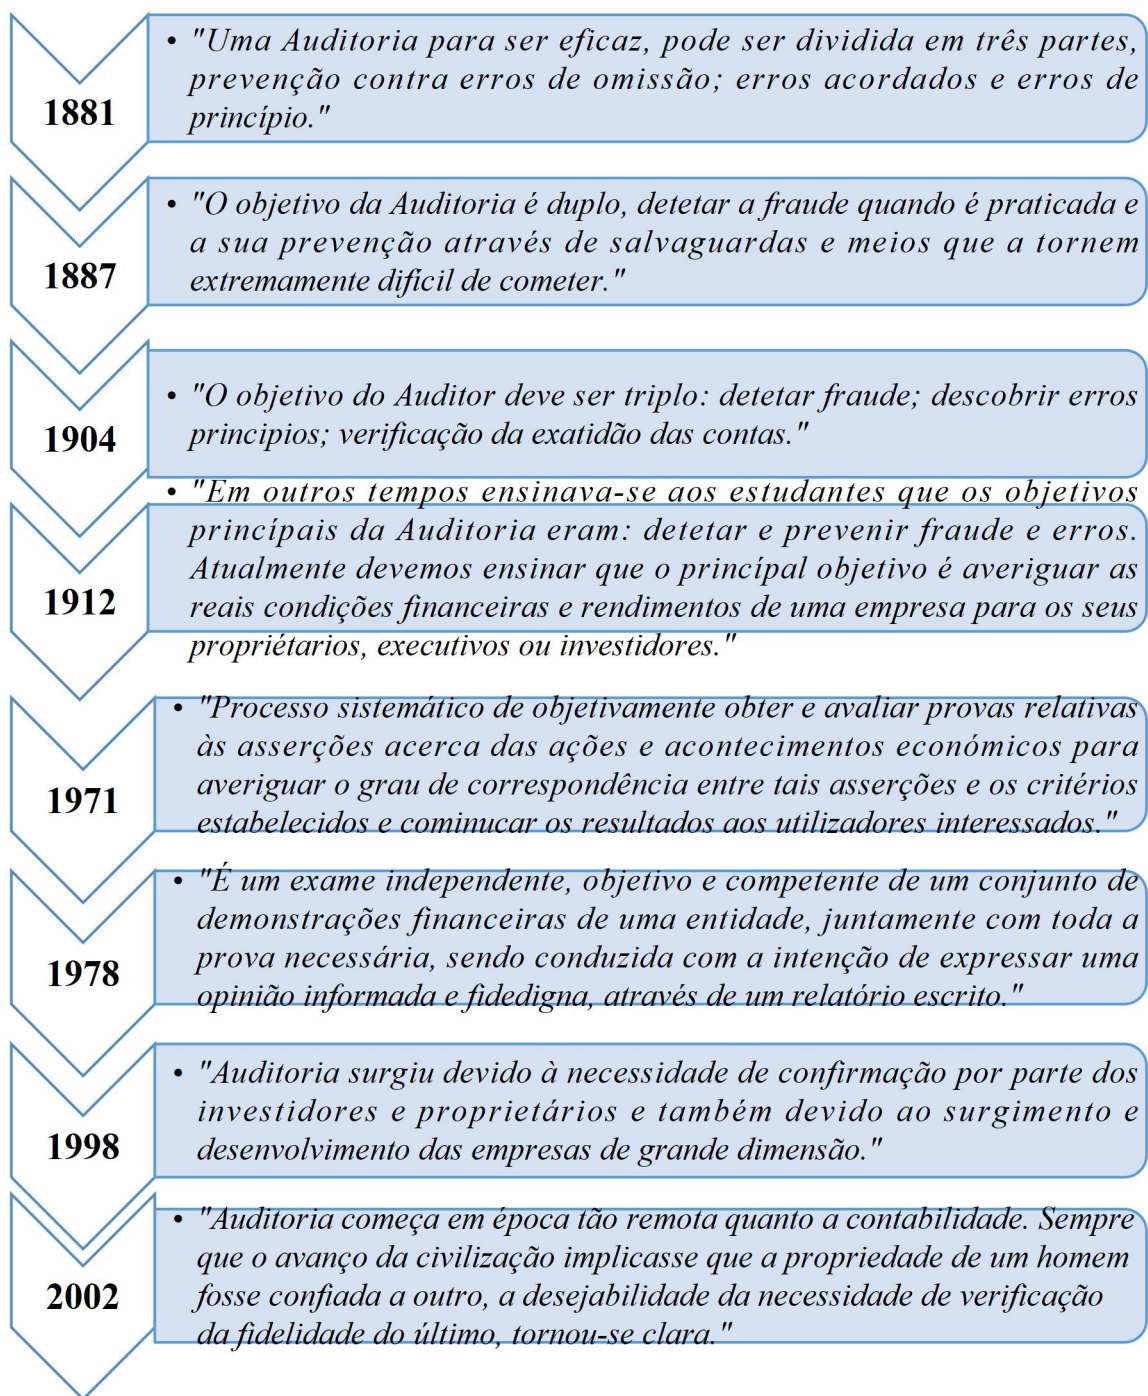 1881
• "Uma Auditoria para ser eficaz, pode ser dividida em três partes,
prevenção contra erros de omissão; erros acordados e erros de
princípio."
1887
• "O objetivo da Auditoria é duplo, detetar a fraude quando é praticada e
a sua prevenção através de salvaguardas e meios que a tornem
extremamente difícil de cometer."
1904
• "O objetivo do Auditor deve ser triplo: detetar fraude; descobrir erros
principios; verificação da exatidão das contas."
1912
• "Em outros tempos ensinava-se aos estudantes que os objetivos
princípais da Auditoria eram: detetar e prevenir fraude e erros.
Atualmente devemos ensinar que o princípal objetivo é averiguar as
reais condições financeiras e rendimentos de uma empresa para os seus
propriétarios, executivos ou investidores."
1971
• "Processo sistemático de objetivamente obter e avaliar provas relativas
às asserções acerca das ações e acontecimentos económicos para
averiguar o grau de correspondência entre tais asserções e os critérios
estabelecidos e cominucar os resultados aos utilizadores interessados."
1978
• "É um exame independente, objetivo e competente de um conjunto de
demonstrações financeiras de uma entidade, juntamente com toda a
prova necessária, sendo conduzida com a intenção de expressar uma
opinião informada e fidedigna, através de um relatório escrito."
1998
• "Auditoria surgiu devido à necessidade de confirmação por parte dos
investidores e proprietários e também devido ao surgimento e
desenvolvimento das empresas de grande dimensão."
2002
• "Auditoria começa em época tão remota quanto a contabilidade. Sempre
que o avanço da civilização implicasse que a propriedade de um homem
fosse confiada a outro, a desejabilidade da necessidade de verificação
da fidelidade do último, tornou-se clara."